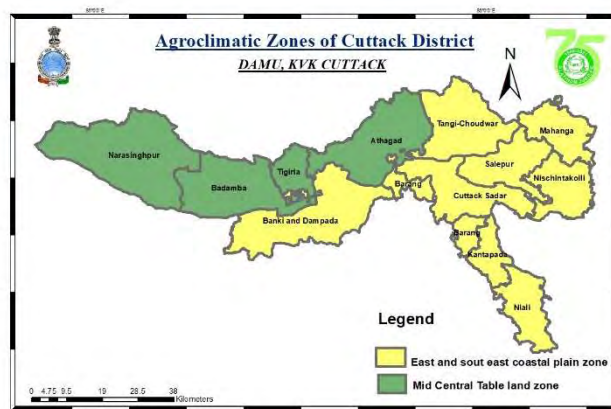 Agroclimatic Zones of Cuttack District
DAMU, KVK CUTTACK
N
75
Tangi-Choudwar
Mahanga
Athagad
Narasinghpur
Tigiria
Salepur
Badamba
Nischintakoili
Barang
Cuttack Sadar
Banki and Dampada
Barang
Kantapada
Niali
Legend
East and sout east coastal plain zone
Mid Central Table land zone
0 4.75 9.5 19 28.5 38
Kilometers